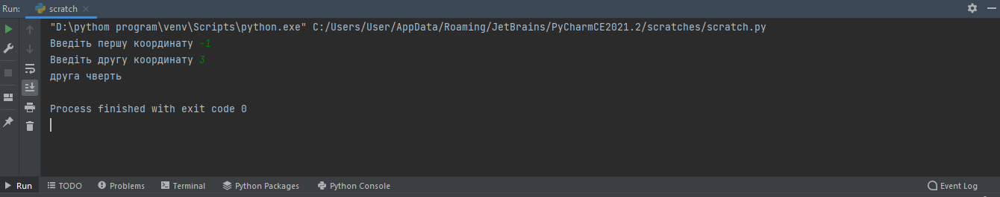 Run: scratch
"D:\pythom program\venv\Scripts\python.exe" C:/Users/User/AppData/Roaming/JetBrains/PyCharmCE2021.2/scratches/scratch.py
Введіть першу координату -1
Введіть другу координату 3
друга чверть
Process finished with exit code 0
Run TODO Problems Terminal Python Packages Python Console Event Log